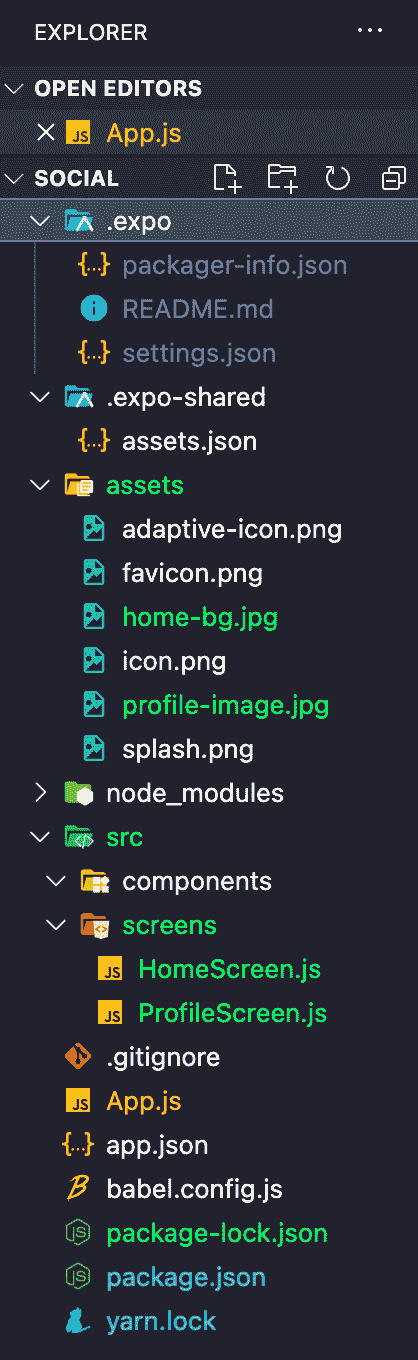 EXPLORER
OPEN EDITORS
App.js
SOCIAL
.expo
packager-info.json
README.md
settings.json
.expo-shared
assets.json
assets
adaptive-icon.png
favicon.png
home-bg.jpg
icon.png
profile-image.jpg
splash.png
node_modules
src
components
screens
HomeScreen.js
ProfileScreen.js
.gitignore
App.js
app.json
babel.config.js
package-lock.json
package.json
yarn.lock